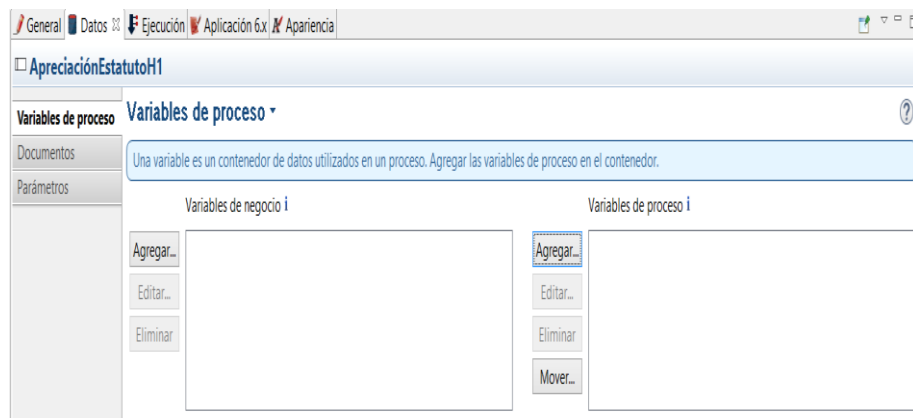 General Datos Ejecución Aplicación 6.x Apariencia
ApreciaciónEstatutoH1
Variables de proceso
Documentos
Parámetros
Variables de proceso
Una variable es un contenedor de datos utilizados en un proceso. Agregar las variables de proceso en el contenedor.
Variables de negocio i
Agregar...
Editar...
Eliminar
Variables de proceso i
Agregar...
Editar...
Eliminar
Mover...